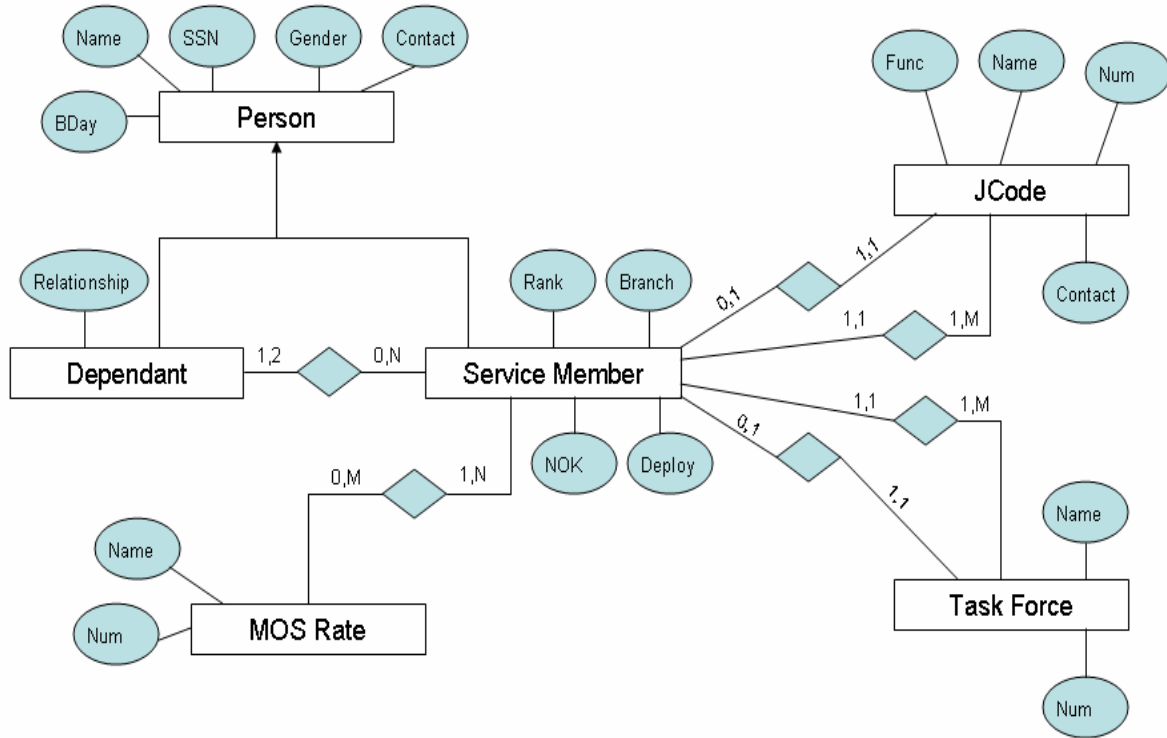 Name
SSN
Gender
Contact
BDay
Person
Func
Name
Num
JCode
Contact
Relationship
Rank
Branch
0,1
1,1
1,1
1,M
Dependant
1,2
0,N
Service Member
1,1
1,M
0,1
1,1
NOK
Deploy
0,M
1,N
Name
Num
MOS Rate
Name
Task Force
Num